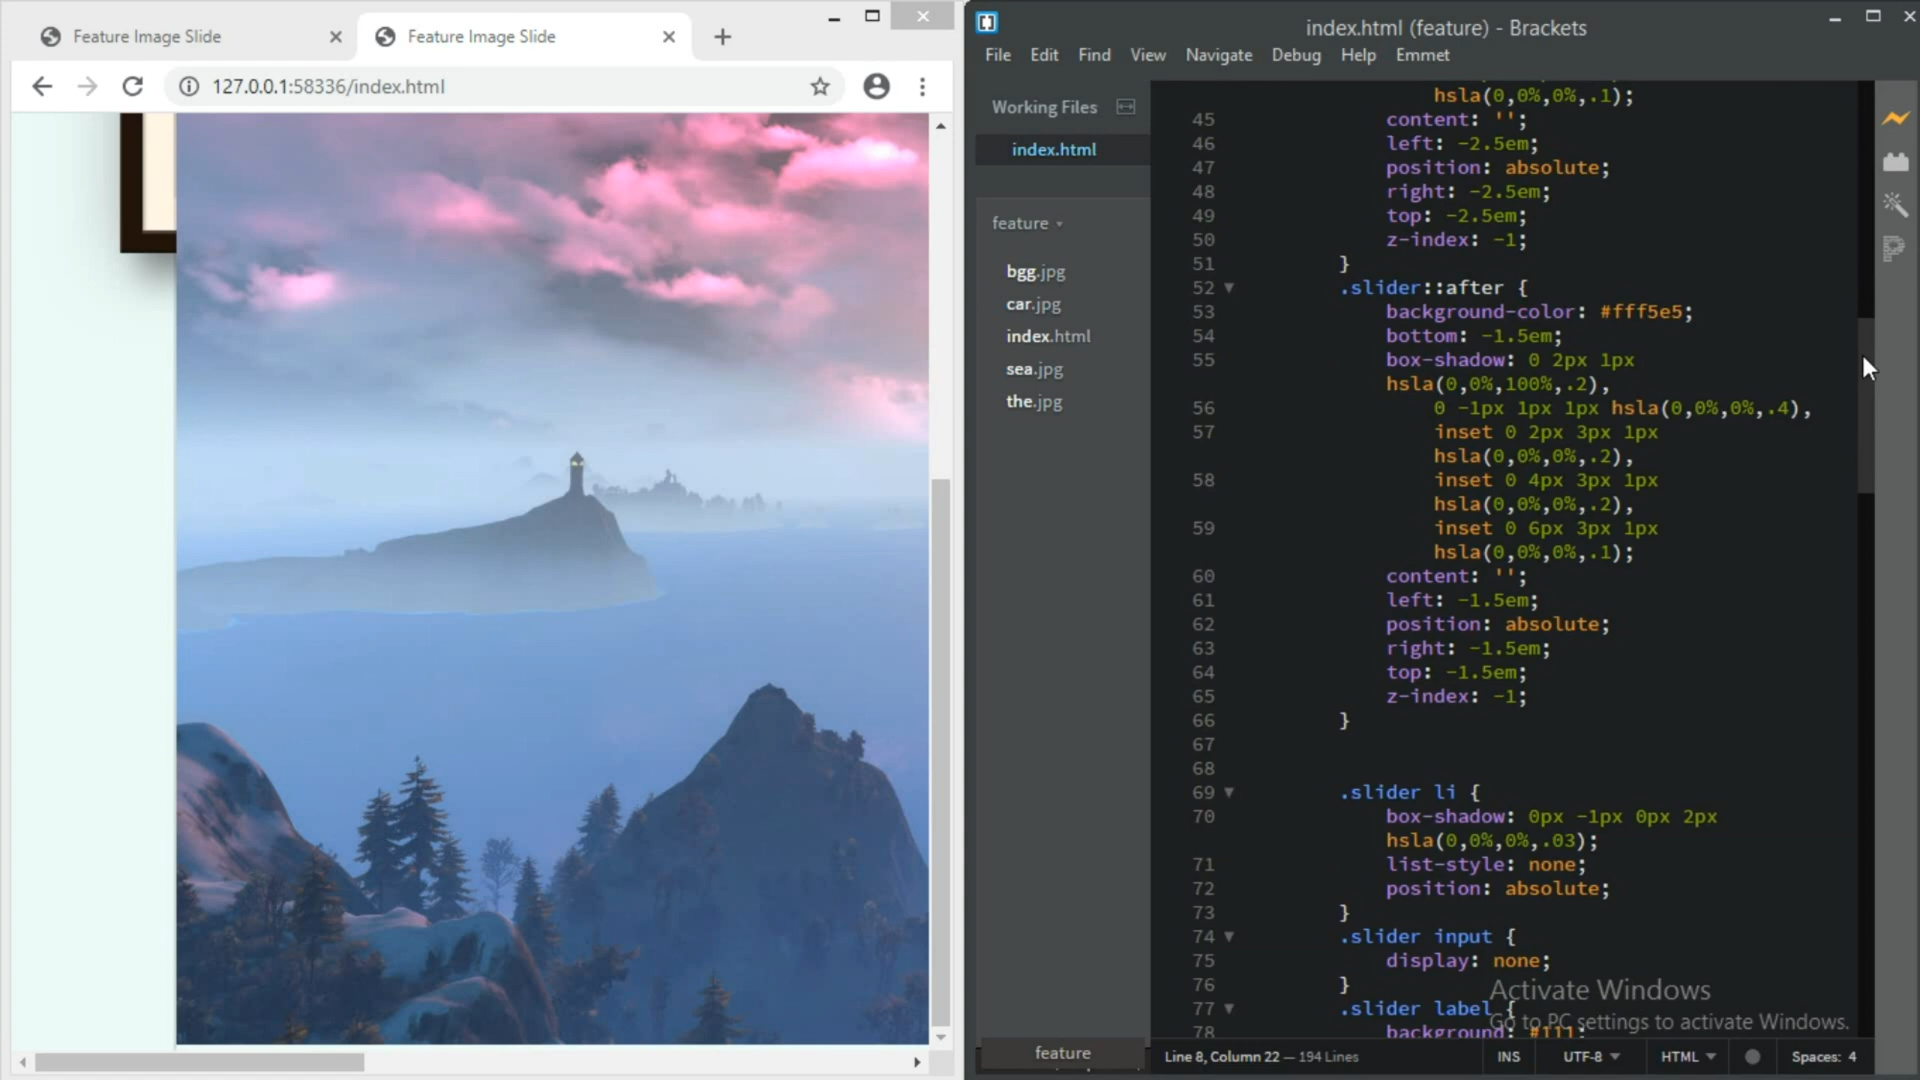 Feature Image Slide
Feature Image Slide
127.0.0.1:58336/index.html
index.html (feature) - Brackets
File Edit Find View Navigate Debug Help Emmet
Working Files
index.html
feature
bgg.jpg
car.jpg
index.html
sea.jpg
the.jpg
hsla(0,0%,0%,.1);
45 content: '';
46 left: -2.5em;
47 position: absolute;
48 right: -2.5em;
49 top: -2.5em;
50 z-index: -1;
51 }
52 .slider::after {
53 background-color: #fff5e5;
54 bottom: -1.5em;
55 box-shadow: 0 2px 1px
hsla(0,0%,100%,.2),
56 0 -1px 1px 1px hsla(0,0%,0%,.4),
57 inset 0 2px 3px 1px
hsla(0,0%,0%,.2),
58 inset 0 4px 3px 1px
hsla(0,0%,0%,.2),
59 inset 0 6px 3px 1px
hsla(0,0%,0%,.1);
60 content: '';
61 left: -1.5em;
62 position: absolute;
63 right: -1.5em;
64 top: -1.5em;
65 z-index: -1;
66 }
67
68
69 .slider li {
70 box-shadow: 0px -1px 0px 2px
hsla(0,0%,0%,.03);
71 list-style: none;
72 position: absolute;
73 }
74 .slider input {
75 display: none;
76 }
77 .slider label {
78 background: #111;
Activate Windows
Go to PC settings to activate Windows.
feature
Line 8, Column 22 — 194 Lines
INS UTF-8 HTML Spaces: 4